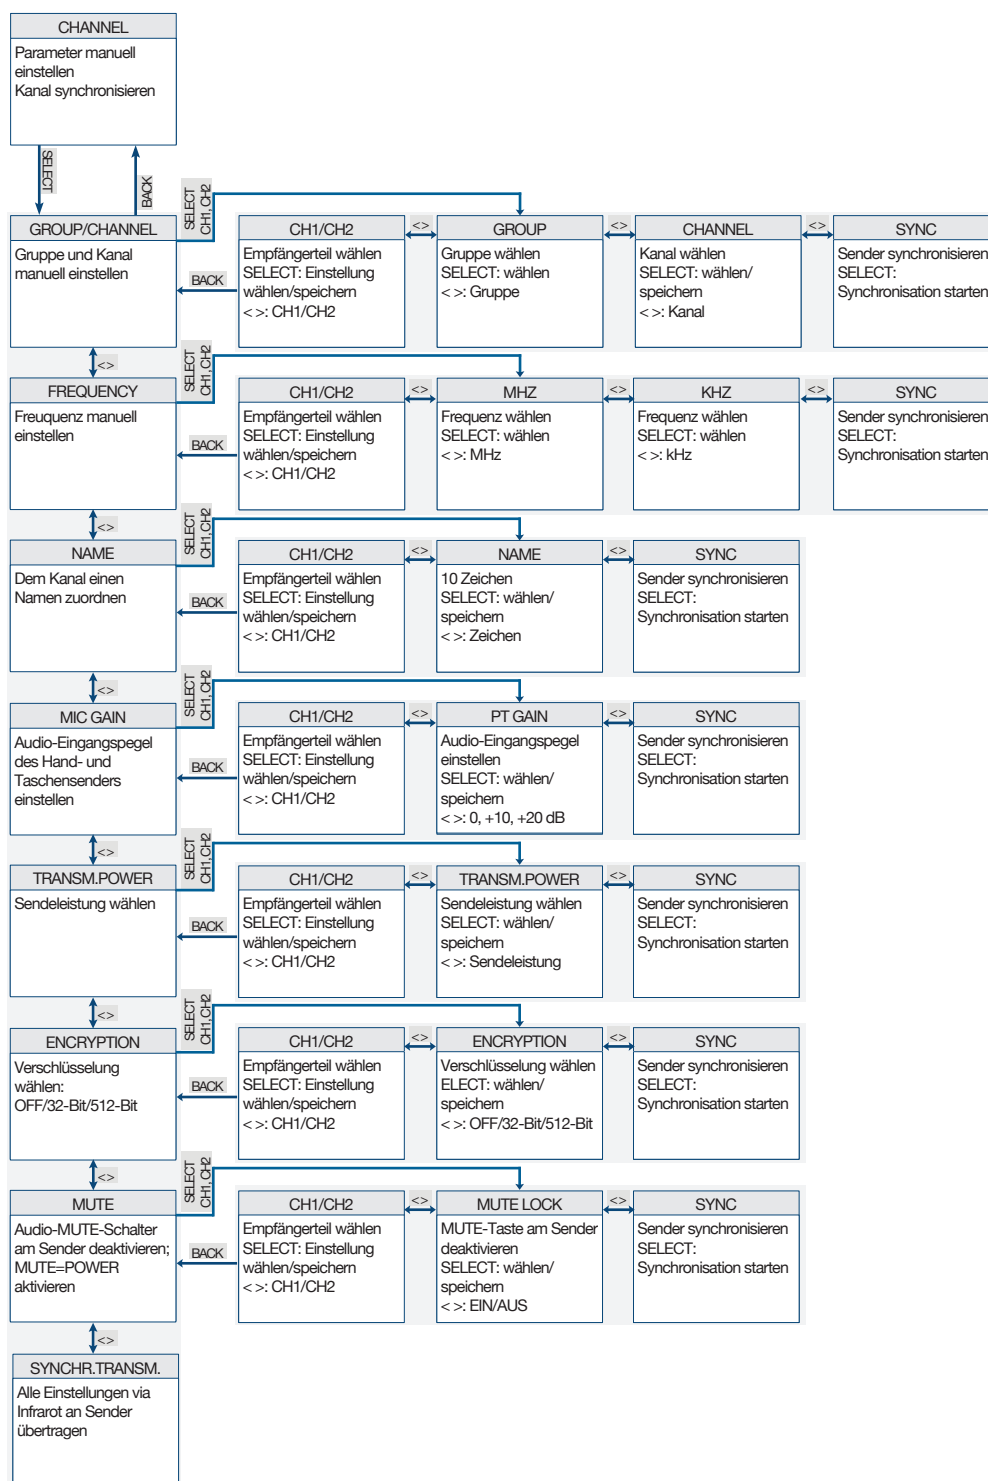 CHANNEL
Parameter manuell
einstellen
Kanal synchronisieren
SELECT
BACK
SELECT
CH1, CH2
GROUP/CHANNEL
Gruppe und Kanal
manuell einstellen
BACK
CH1/CH2
Empfängerteil wählen
SELECT: Einstellung
wählen/speichern
< >: CH1/CH2
<>
GROUP
Gruppe wählen
SELECT: wählen
< >: Gruppe
<>
CHANNEL
Kanal wählen
SELECT: wählen/
speichern
< >: Kanal
<>
SYNC
Sender synchronisieren
SELECT:
Synchronisation starten
<>
SELECT
CH1, CH2
FREQUENCY
Freuquenz manuell
einstellen
BACK
CH1/CH2
Empfängerteil wählen
SELECT: Einstellung
wählen/speichern
< >: CH1/CH2
<>
MHZ
Frequenz wählen
SELECT: wählen
< >: MHz
<>
KHZ
Frequenz wählen
SELECT: wählen
< >: kHz
<>
SYNC
Sender synchronisieren
SELECT:
Synchronisation starten
<>
SELECT
CH1, CH2
NAME
Dem Kanal einen
Namen zuordnen
BACK
CH1/CH2
Empfängerteil wählen
SELECT: Einstellung
wählen/speichern
< >: CH1/CH2
<>
NAME
10 Zeichen
SELECT: wählen/
speichern
< >: Zeichen
<>
SYNC
Sender synchronisieren
SELECT:
Synchronisation starten
<>
SELECT
CH1, CH2
MIC GAIN
Audio-Eingangspegel
des Hand- und
Taschensenders
einstellen
BACK
CH1/CH2
Empfängerteil wählen
SELECT: Einstellung
wählen/speichern
< >: CH1/CH2
<>
PT GAIN
Audio-Eingangspegel
einstellen
SELECT: wählen/
speichern
< >: 0, +10, +20 dB
<>
SYNC
Sender synchronisieren
SELECT:
Synchronisation starten
<>
SELECT
CH1, CH2
TRANSM.POWER
Sendeleistung wählen
BACK
CH1/CH2
Empfängerteil wählen
SELECT: Einstellung
wählen/speichern
< >: CH1/CH2
<>
TRANSM.POWER
Sendeleistung wählen
SELECT: wählen/
speichern
< >: Sendeleistung
<>
SYNC
Sender synchronisieren
SELECT:
Synchronisation starten
<>
SELECT
CH1, CH2
ENCRYPTION
Verschlüsselung
wählen:
OFF/32-Bit/512-Bit
BACK
CH1/CH2
Empfängerteil wählen
SELECT: Einstellung
wählen/speichern
< >: CH1/CH2
<>
ENCRYPTION
Verschlüsselung wählen
ELECT: wählen/
speichern
< >: OFF/32-Bit/512-Bit
<>
SYNC
Sender synchronisieren
SELECT:
Synchronisation starten
<>
SELECT
CH1, CH2
MUTE
Audio-MUTE-Schalter
am Sender deaktivieren;
MUTE=POWER
aktivieren
BACK
CH1/CH2
Empfängerteil wählen
SELECT: Einstellung
wählen/speichern
< >: CH1/CH2
<>
MUTE LOCK
MUTE-Taste am Sender
deaktivieren
SELECT: wählen/
speichern
< >: EIN/AUS
<>
SYNC
Sender synchronisieren
SELECT:
Synchronisation starten
<>
SYNCHR.TRANSM.
Alle Einstellungen via
Infrarot an Sender
übertragen